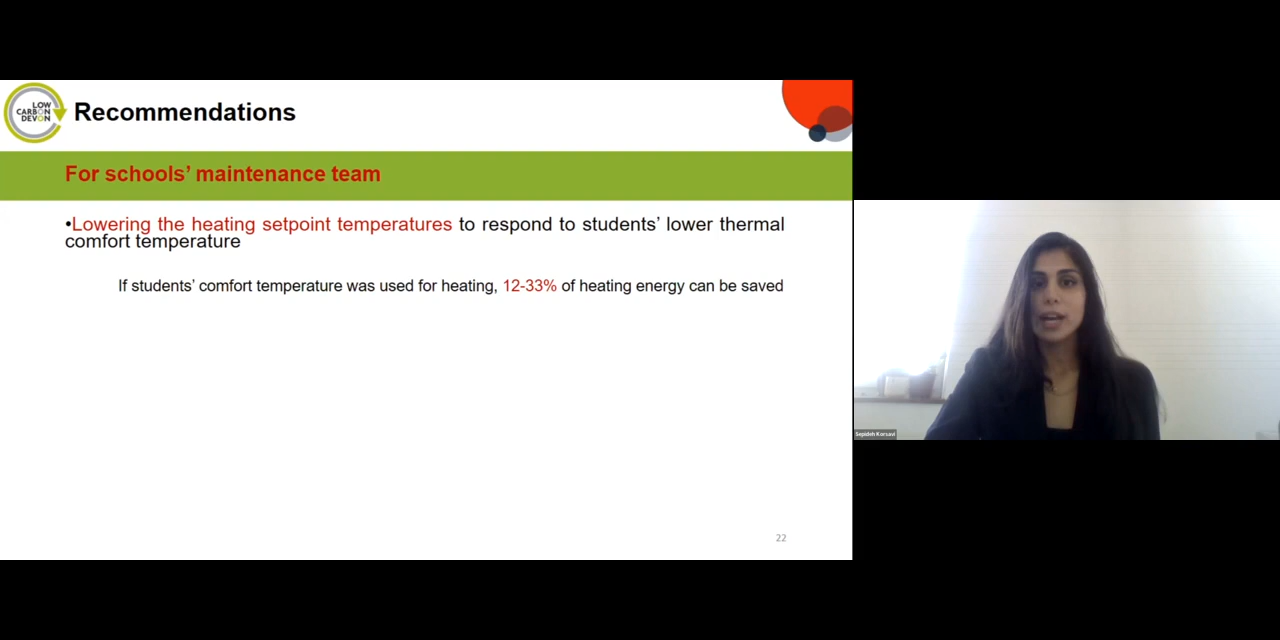 LOW
CARBON
DEVON
Recommendations
For schools’ maintenance team
•Lowering the heating setpoint temperatures to respond to students’ lower thermal
comfort temperature
If students’ comfort temperature was used for heating, 12-33% of heating energy can be saved
22
Sepideh Korsavi